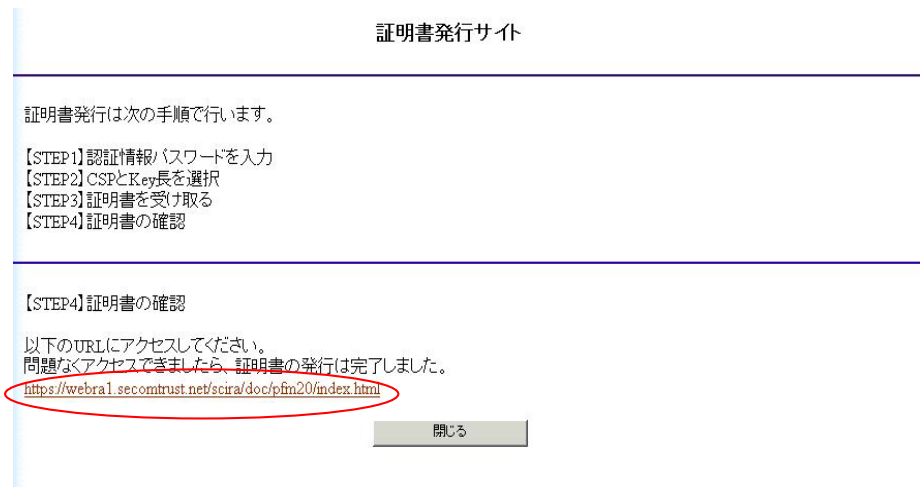 証明書発行サイト
証明書発行は次の手順で行います。
【STEP1】認証情報パスワードを入力
【STEP2】CSPとKey長を選択
【STEP3】証明書を受け取る
【STEP4】証明書の確認
【STEP4】証明書の確認
以下のURLにアクセスしてください。
問題なくアクセスできましたら、証明書の発行は完了しました。
https://webra1.secomtrust.net/scira/doc/pfm20/index.html
閉じる